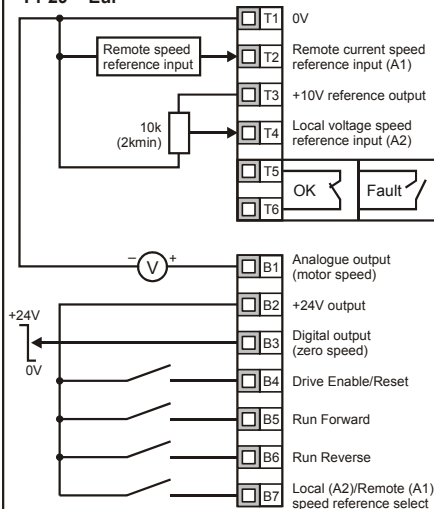 T1 0V
Remote speed
reference input
T2 Remote current speed
reference input (A1)
T3 +10V reference output
10k
(2kmin)
T4 Local voltage speed
reference input (A2)
T5
OK Fault
T6
– V +
B1 Analogue output
(motor speed)
B2 +24V output
+24V
0V
B3 Digital output
(zero speed)
B4 Drive Enable/Reset
B5 Run Forward
B6 Run Reverse
B7 Local (A2)/Remote (A1)
speed reference select